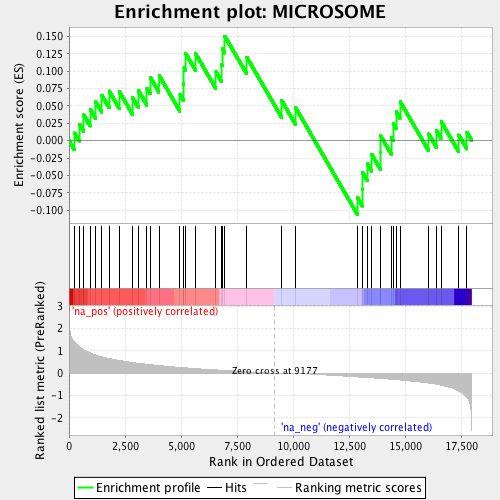 Enrichment plot: MICROSOME
Enrichment score (ES)
0.150
0.125
0.100
0.075
0.050
0.025
0.000
-0.025
-0.050
-0.075
-0.100
'na_pos' (positively correlated)
Ranked list metric (PreRanked)
3
2
1
0
-1
-2
Zero cross at 9177
'na_neg' (negatively correlated)
0
2,500
5,000
7,500
10,000
12,500
15,000
17,500
Rank in Ordered Dataset
Enrichment profile
Hits
Ranking metric scores